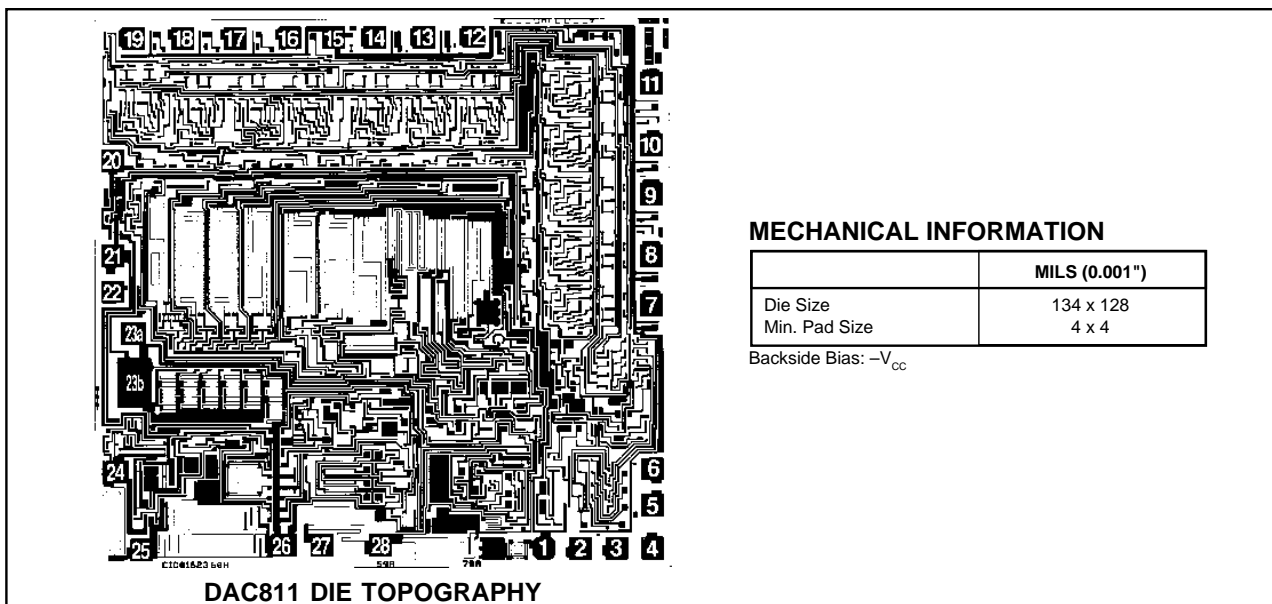 19 18 17 16 15 14 13 12
11
10
20
9
21
8
22
7
23a
23b
24
6
5
25 26 27 28 1 2 3 4
DAC811 DIE TOPOGRAPHY
MECHANICAL INFORMATION
MILS (0.001")
Die Size 134 x 128
Min. Pad Size 4 x 4
Backside Bias: –VCC